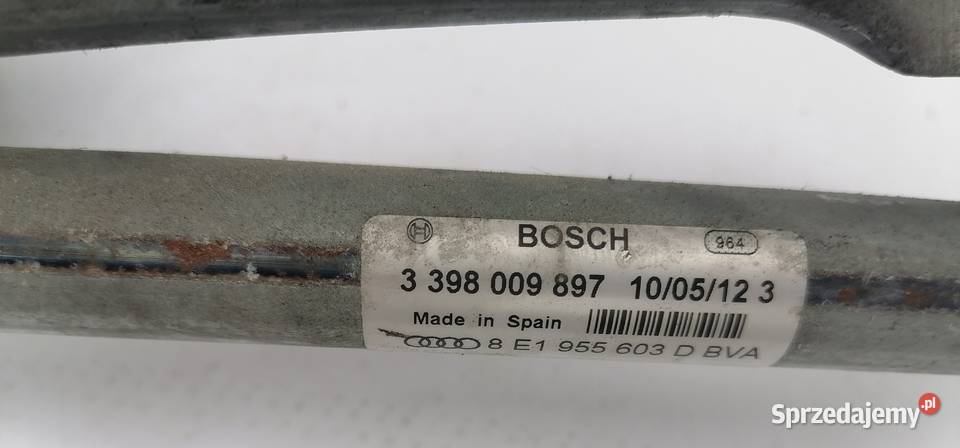 BOSCH 964
3 398 009 897 10/05/12 3
Made in Spain
8 E1 955 603 D BVA
Sprzedajemy.pl